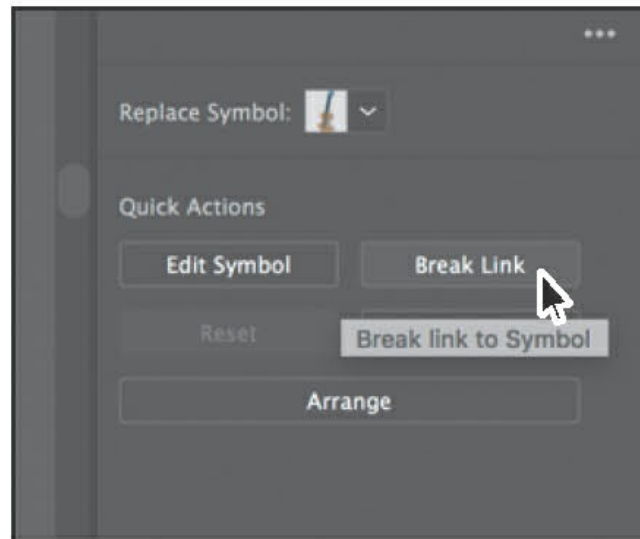 Replace Symbol:
Quick Actions
Edit Symbol
Break Link
Reset
Break link to Symbol
Arrange